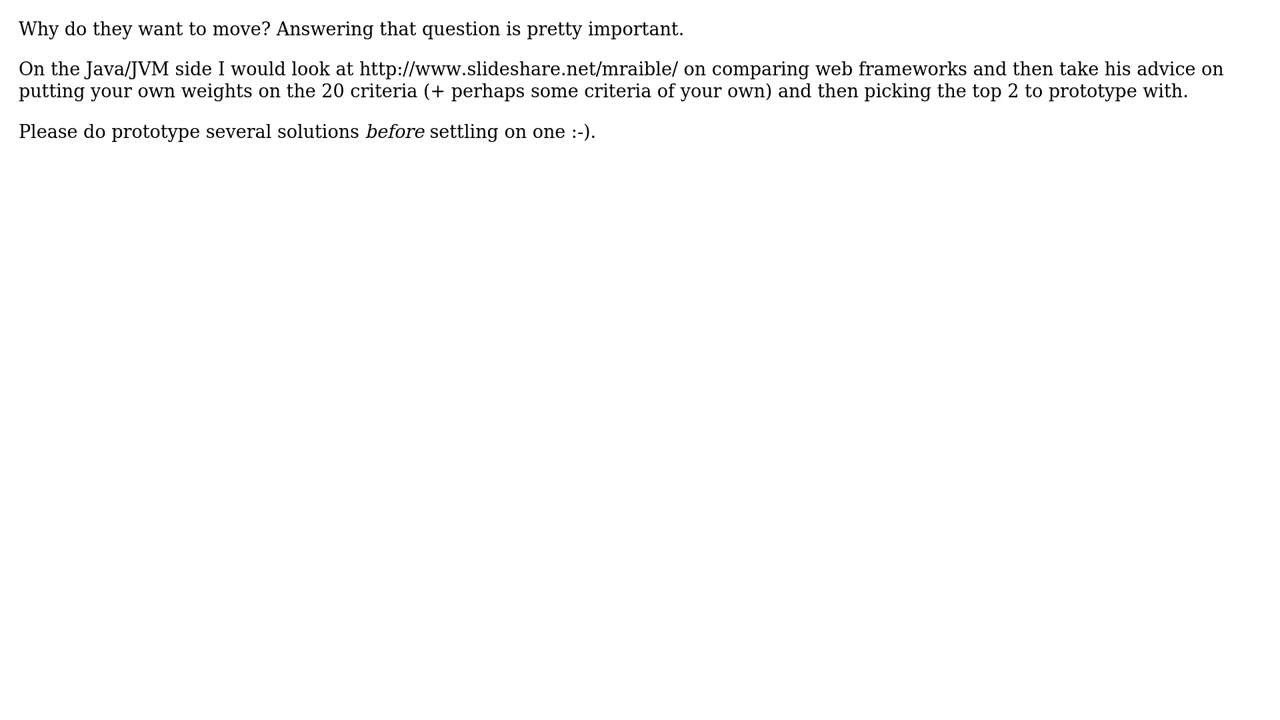 Why do they want to move? Answering that question is pretty important.
On the Java/JVM side I would look at http://www.slideshare.net/mraible/ on comparing web frameworks and then take his advice on
putting your own weights on the 20 criteria (+ perhaps some criteria of your own) and then picking the top 2 to prototype with.
Please do prototype several solutions before settling on one :-).